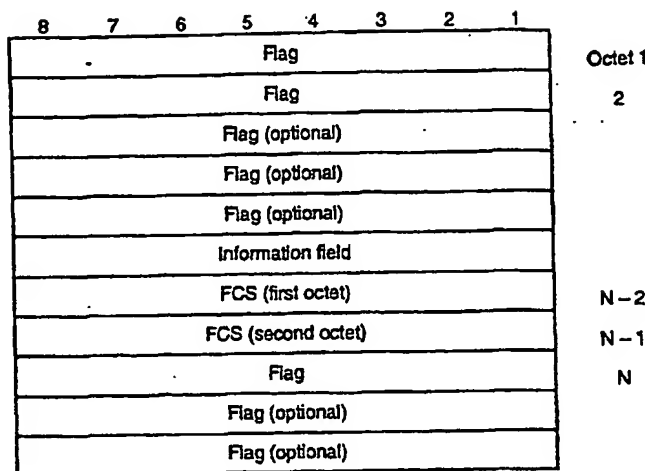 8 7 6 5 4 3 2 1
Flag Octet 1
Flag 2
Flag (optional)
Flag (optional)
Flag (optional)
Information field
FCS (first octet) N-2
FCS (second octet) N-1
Flag N
Flag (optional)
Flag (optional)